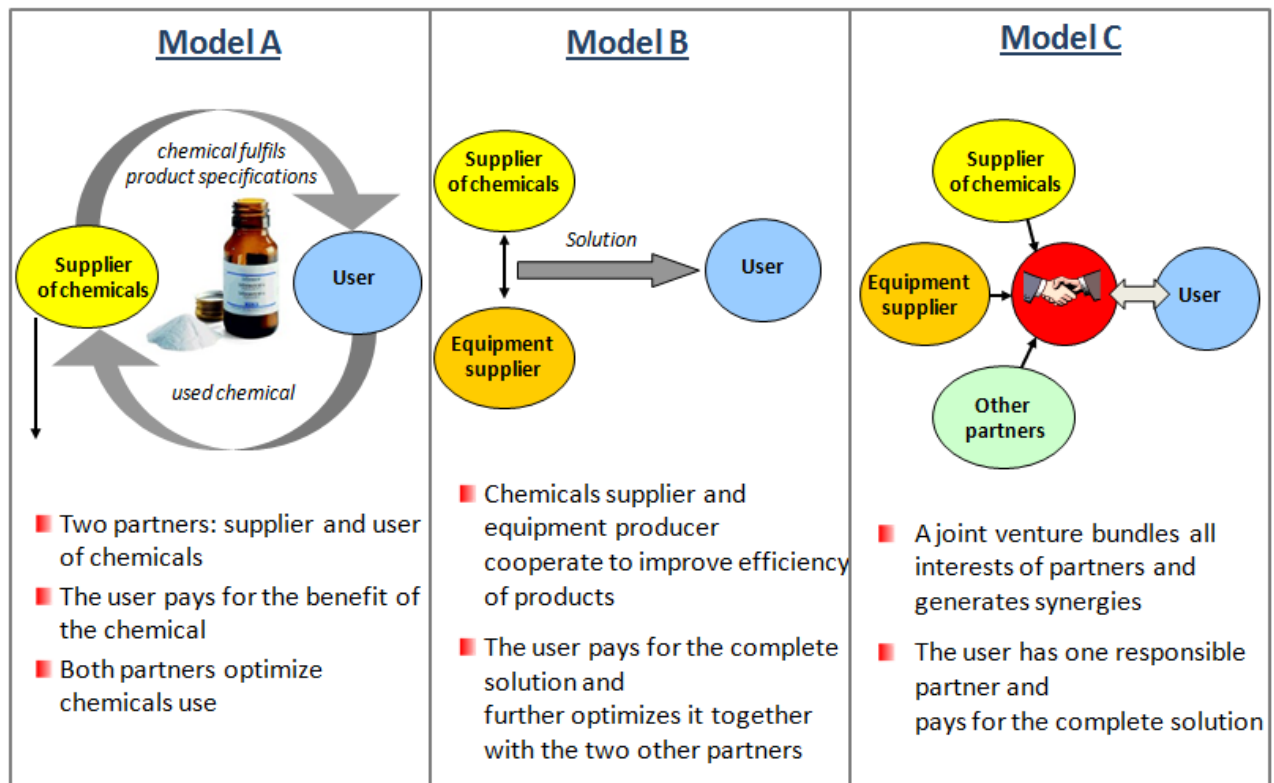 Model A
chemical fulfils
product specifications
Supplier
of chemicals
User
used chemical
Two partners: supplier and user
of chemicals
The user pays for the benefit of
the chemical
Both partners optimize
chemicals use
Model B
Supplier
of chemicals
Solution
User
Equipment
supplier
Chemicals supplier and
equipment producer
cooperate to improve efficiency
of products
The user pays for the complete
solution and
further optimizes it together
with the two other partners
Model C
Supplier
of chemicals
Equipment
supplier
User
Other
partners
A joint venture bundles all
interests of partners and
generates synergies
The user has one responsible
partner and
pays for the complete solution